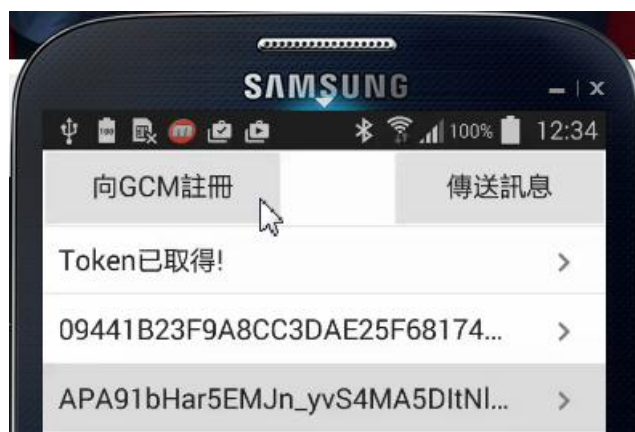 SAMSUNG
100% 12:34
向GCM註冊 傳送訊息
Token已取得!
09441B23F9A8CC3DAE25F68174...
APA91bHar5EMJn_yvS4MA5DItNl...